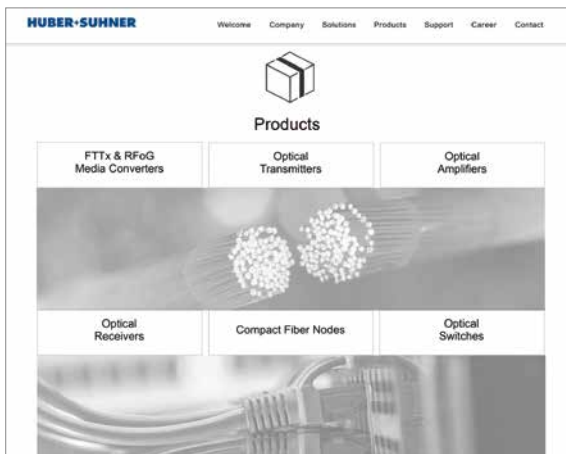 HUBER+SUHNER
Welcome Company Solutions Products Support Career Contact
Products
FTTx & RFoG
Media Converters
Optical
Transmitters
Optical
Amplifiers
Optical
Receivers
Compact Fiber Nodes
Optical
Switches